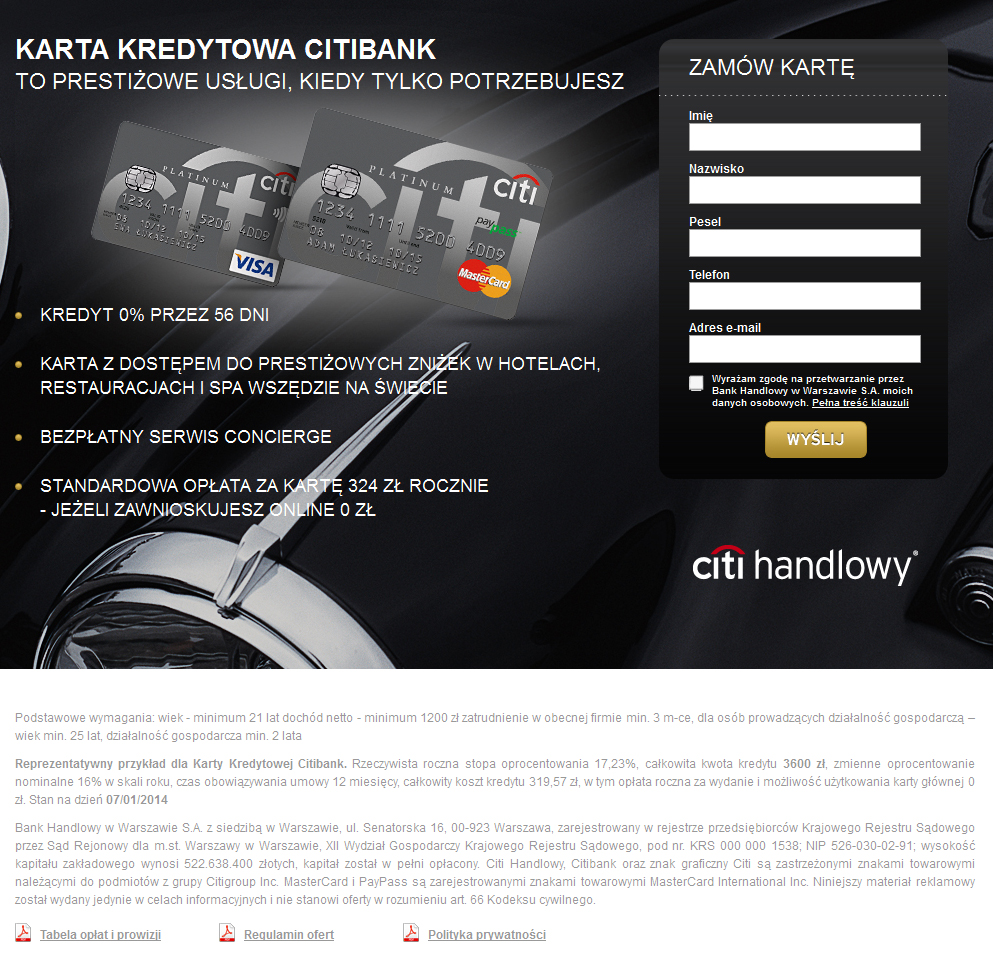 KARTA KREDYTOWA CITIBANK
TO PRESTIŻOWE USŁUGI, KIEDY TYLKO POTRZEBUJESZ
PLATINUM
citi
1234 1111 5200 4009
08 10/12 10/15
EWA ŁUKASIEWICZ
VISA
PLATINUM
citi
pay
pass
1234 1111 5200 4009
5210
08 10/12 10/15
ADAM ŁUKASIEWICZ
MasterCard
KREDYT 0% PRZEZ 56 DNI
KARTA Z DOSTĘPEM DO PRESTIŻOWYCH ZNIŻEK W HOTELACH,
RESTAURACJACH I SPA WSZĘDZIE NA ŚWIECIE
BEZPŁATNY SERWIS CONCIERGE
STANDARDOWA OPŁATA ZA KARTĘ 324 ZŁ ROCZNIE
- JEŻELI ZAWNIOSKUJESZ ONLINE 0 ZŁ
ZAMÓW KARTĘ
Imię
Nazwisko
Pesel
Telefon
Adres e-mail
Wyrażam zgodę na przetwarzanie przez
Bank Handlowy w Warszawie S.A. moich
danych osobowych. Pełna treść klauzuli
WYŚLIJ
citi handlowy®
Podstawowe wymagania: wiek - minimum 21 lat dochód netto - minimum 1200 zł zatrudnienie w obecnej firmie min. 3 m-ce, dla osób prowadzących działalność gospodarczą –
wiek min. 25 lat, działalność gospodarcza min. 2 lata
Reprezentatywny przykład dla Karty Kredytowej Citibank. Rzeczywista roczna stopa oprocentowania 17,23%, całkowita kwota kredytu 3600 zł, zmienne oprocentowanie
nominalne 16% w skali roku, czas obowiązywania umowy 12 miesięcy, całkowity koszt kredytu 319,57 zł, w tym opłata roczna za wydanie i możliwość użytkowania karty głównej 0
zł. Stan na dzień 07/01/2014
Bank Handlowy w Warszawie S.A. z siedzibą w Warszawie, ul. Senatorska 16, 00-923 Warszawa, zarejestrowany w rejestrze przedsiębiorców Krajowego Rejestru Sądowego
przez Sąd Rejonowy dla m.st. Warszawy w Warszawie, XII Wydział Gospodarczy Krajowego Rejestru Sądowego, pod nr. KRS 000 000 1538; NIP 526-030-02-91; wysokość
kapitału zakładowego wynosi 522.638.400 złotych, kapitał został w pełni opłacony. Citi Handlowy, Citibank oraz znak graficzny Citi są zastrzeżonymi znakami towarowymi
należącymi do podmiotów z grupy Citigroup Inc. MasterCard i PayPass są zarejestrowanymi znakami towarowymi MasterCard International Inc. Niniejszy materiał reklamowy
został wydany jedynie w celach informacyjnych i nie stanowi oferty w rozumieniu art. 66 Kodeksu cywilnego.
Tabela opłat i prowizji
Regulamin ofert
Polityka prywatności